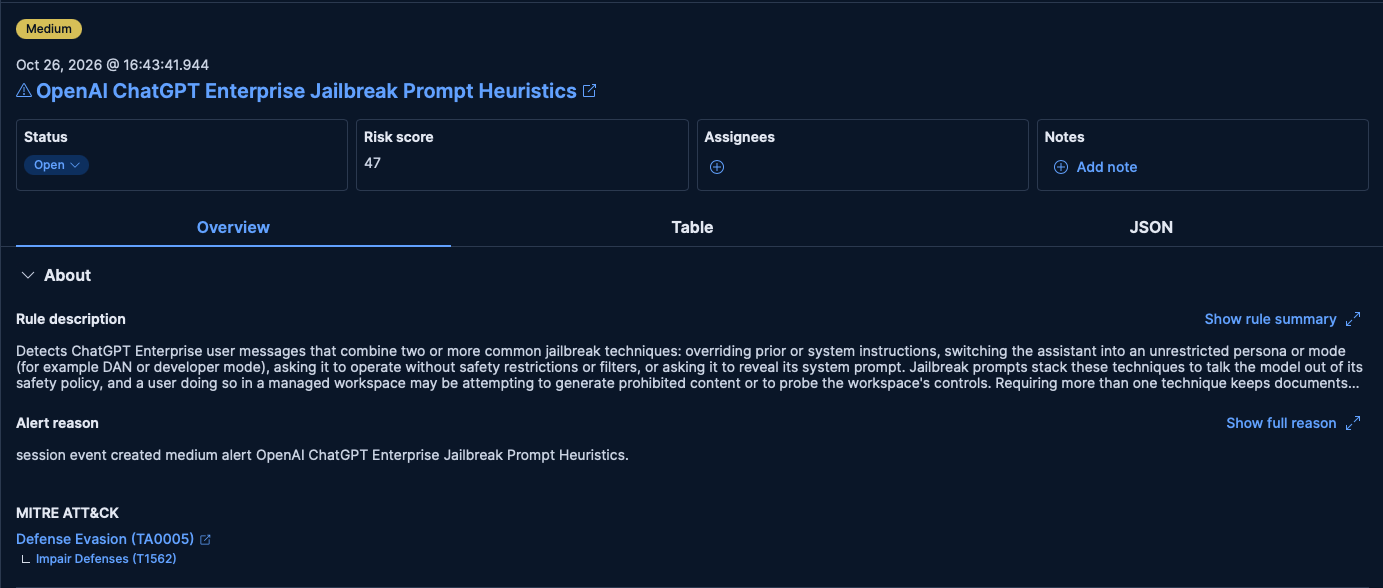 Medium
Oct 26, 2026 @ 16:43:41.944
OpenAI ChatGPT Enterprise Jailbreak Prompt Heuristics
Status
Open
Risk score
47
Assignees
Notes
Add note
Overview
Table
JSON
About
Rule description
Show rule summary
Detects ChatGPT Enterprise user messages that combine two or more common jailbreak techniques: overriding prior or system instructions, switching the assistant into an unrestricted persona or mode
(for example DAN or developer mode), asking it to operate without safety restrictions or filters, or asking it to reveal its system prompt. Jailbreak prompts stack these techniques to talk the model out of its
safety policy, and a user doing so in a managed workspace may be attempting to generate prohibited content or to probe the workspace's controls. Requiring more than one technique keeps documents...
Alert reason
Show full reason
session event created medium alert OpenAI ChatGPT Enterprise Jailbreak Prompt Heuristics.
MITRE ATT&CK
Defense Evasion (TA0005)
Impair Defenses (T1562)